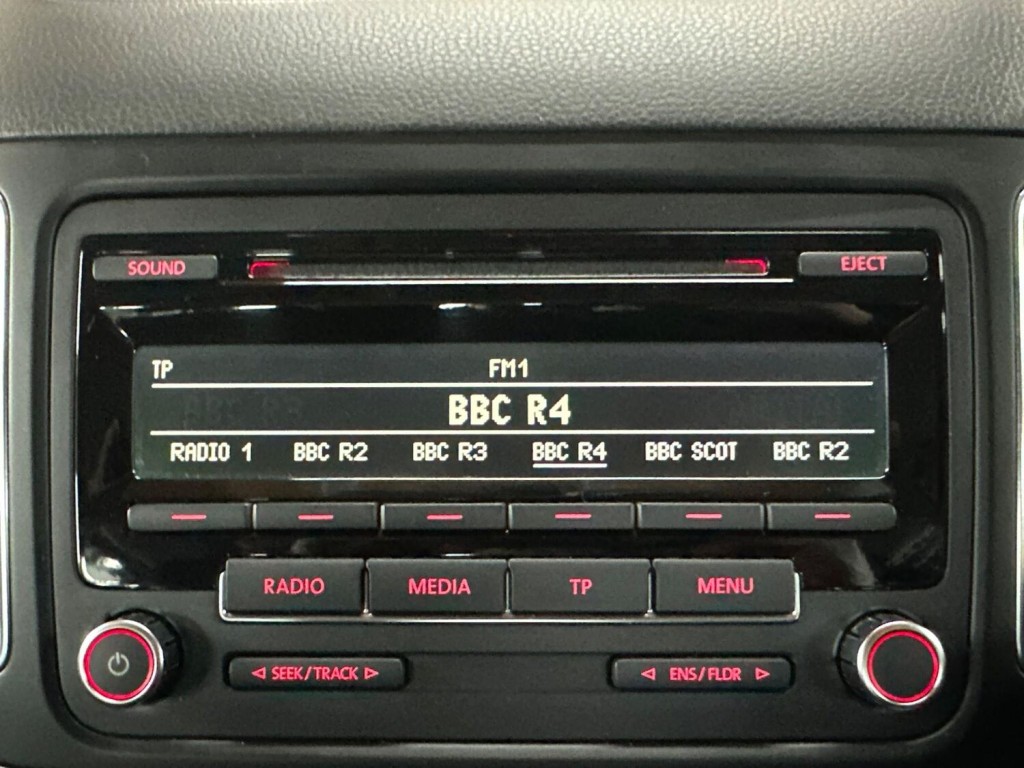 SOUND EJECT
TP FM1
BBC R4
RADIO 1 BBC R2 BBC R3 BBC R4 BBC SCOT BBC R2
RADIO MEDIA TP MENU
SEEK/TRACK ENS/FLDR